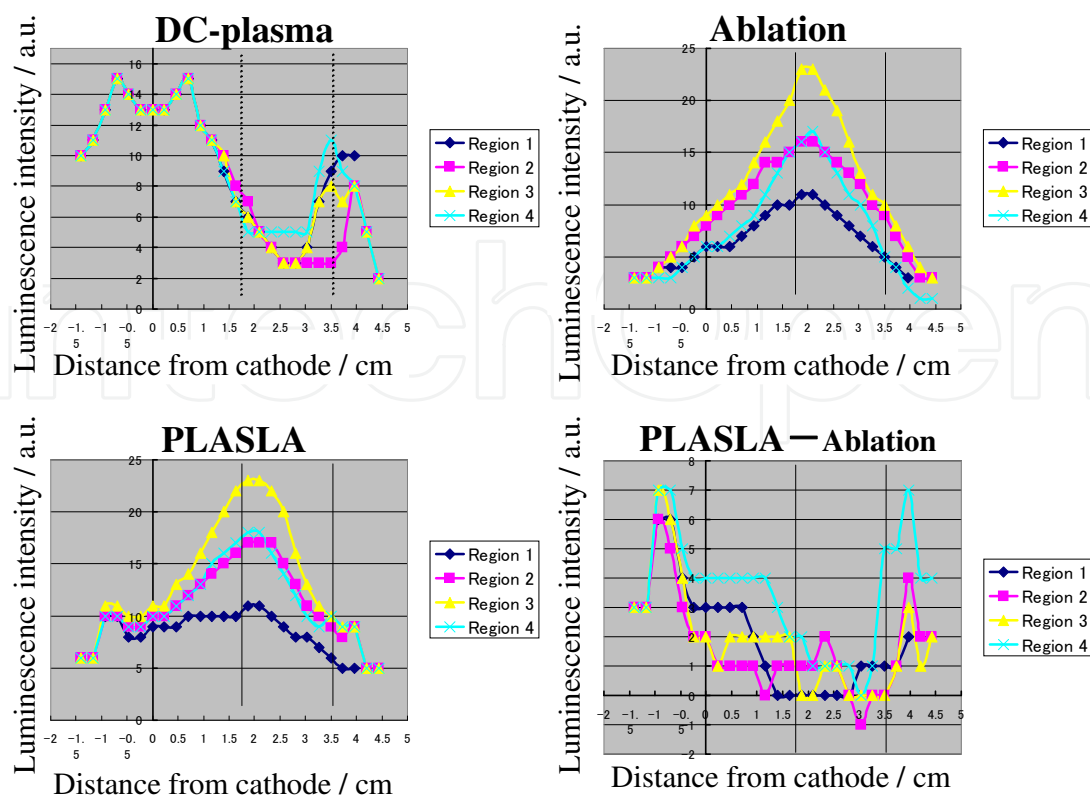 DC-plasma
Luminescence intensity / a.u.
16
14
12
10
8
6
4
2
0
-2 -1.5 -1 -0.5 0 0.5 1 1.5 2 2.5 3 3.5 4 4.5 5
Distance from cathode / cm
Region 1
Region 2
Region 3
Region 4
Ablation
Luminescence intensity / a.u.
25
20
15
10
5
0
-2 -1.5 -1 -0.5 0 0.5 1 1.5 2 2.5 3 3.5 4 4.5 5
Distance from cathode / cm
Region 1
Region 2
Region 3
Region 4
PLASLA
Luminescence intensity / a.u.
25
20
15
10
5
0
-2 -1.5 -1 -0.5 0 0.5 1 1.5 2 2.5 3 3.5 4 4.5 5
Distance from cathode / cm
Region 1
Region 2
Region 3
Region 4
PLASLA — Ablation
Luminescence intensity / a.u.
8
7
6
5
4
3
2
1
0
-1
-2
-2 -1.5 -1 -0.5 0 0.5 1 1.5 2 2.5 3 3.5 4 4.5 5
Distance from cathode / cm
Region 1
Region 2
Region 3
Region 4
intechopen